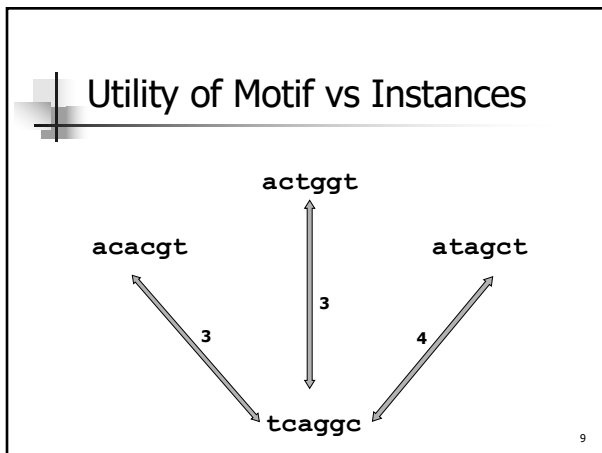 Utility of Motif vs Instances
actggt
acacgt
atagct
3
3
4
tcaggc
9